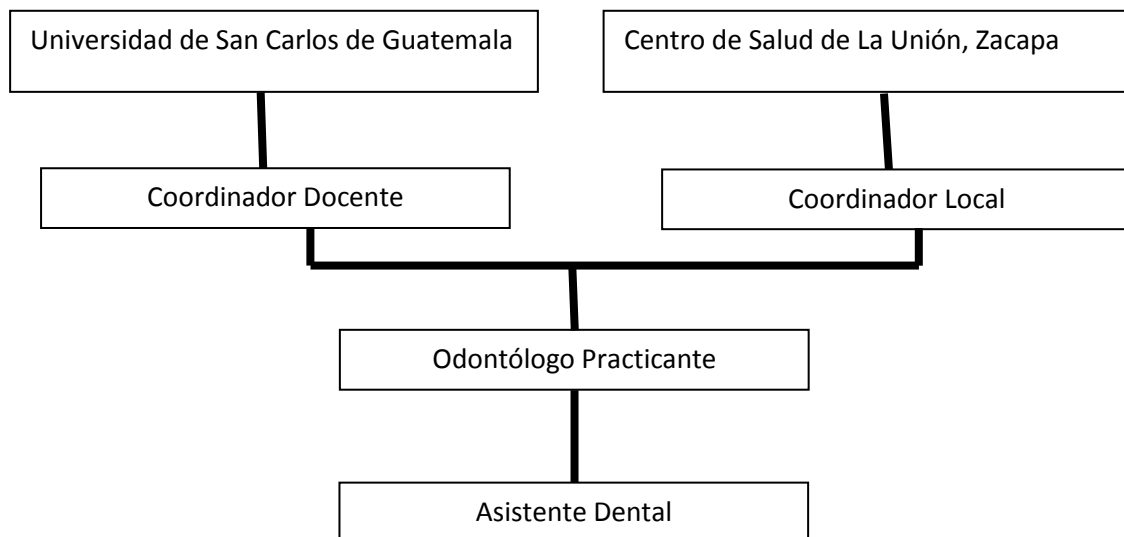 Universidad de San Carlos de Guatemala
Centro de Salud de La Unión, Zacapa
Coordinador Docente
Coordinador Local
Odontólogo Practicante
Asistente Dental